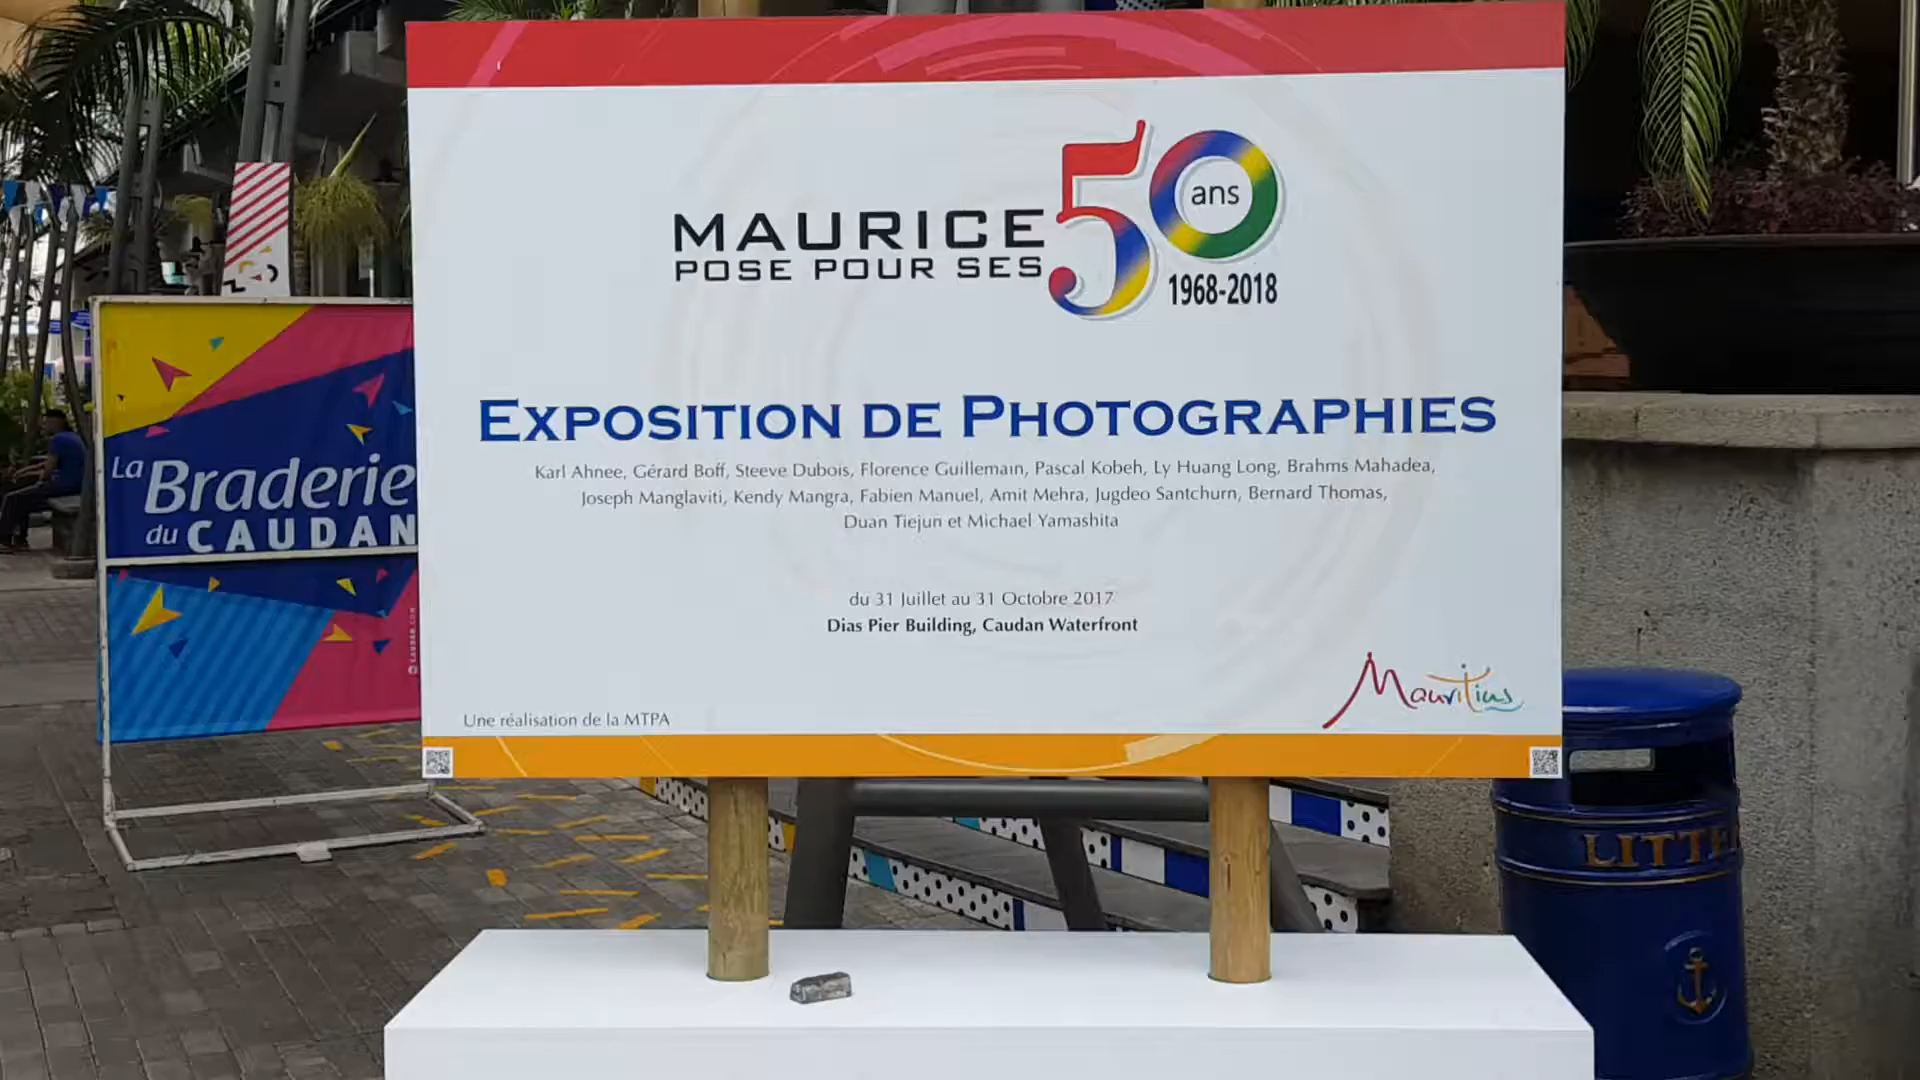 MAURICE
POSE POUR SES
50
ans
1968-2018
EXPOSITION DE PHOTOGRAPHIES
Karl Ahnee, Gérard Boff, Steeve Dubois, Florence Guillemain, Pascal Kobeh, Ly Huang Long, Brahms Mahadea,
Joseph Manglaviti, Kendy Mangra, Fabien Manuel, Amit Mehra, Jugdeo Santchurn, Bernard Thomas,
Duan Tiejun et Michael Yamashita
du 31 Juillet au 31 Octobre 2017
Dias Pier Building, Caudan Waterfront
Mauritius
Une réalisation de la MTPA
La
Braderie
du CAUDAN
LITTE